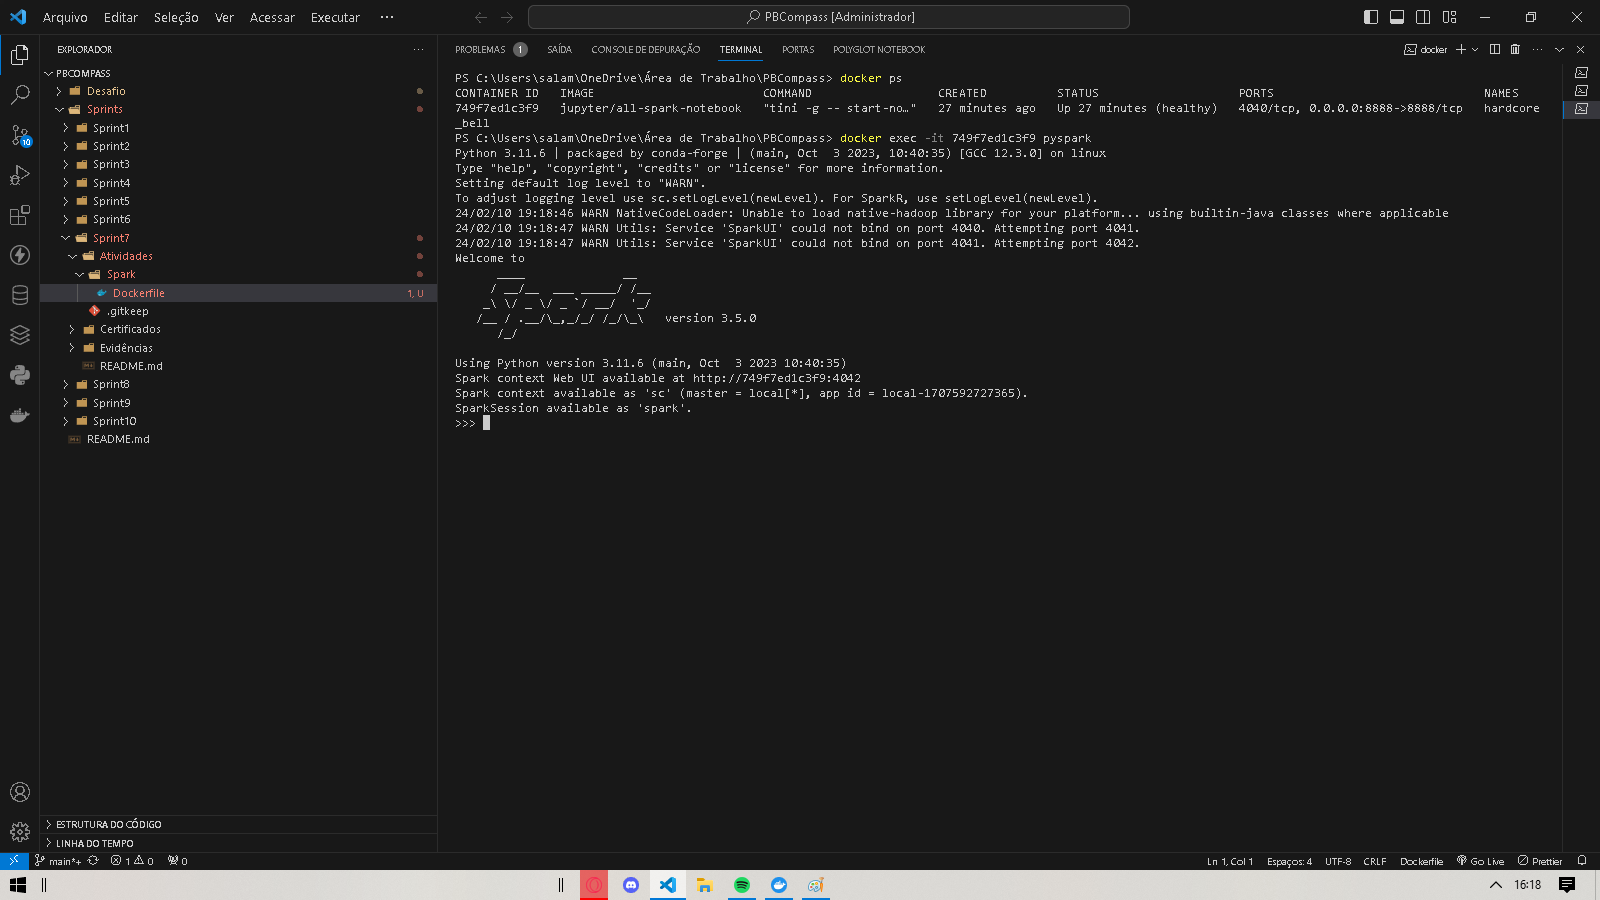 Arquivo Editar Seleção Ver Acessar Executar ···
PBCompass [Administrador]
EXPLORADOR ···
PBCOMPASS
Desafio
Sprints
Sprint1
Sprint2
Sprint3
Sprint4
Sprint5
Sprint6
Sprint7
Atividades
Spark
Dockerfile 1, U
.gitkeep
Certificados
Evidências
README.md
Sprint8
Sprint9
Sprint10
README.md
ESTRUTURA DO CÓDIGO
LINHA DO TEMPO
10
PROBLEMAS 1 SAÍDA CONSOLE DE DEPURAÇÃO TERMINAL PORTAS POLYGLOT NOTEBOOK
docker
PS C:\Users\salam\OneDrive\Área de Trabalho\PBCompass> docker ps
CONTAINER ID   IMAGE                        COMMAND                  CREATED          STATUS                    PORTS                              NAMES
749f7ed1c3f9   jupyter/all-spark-notebook   "tini -g -- start-no…"   27 minutes ago   Up 27 minutes (healthy)   4040/tcp, 0.0.0.0:8888->8888/tcp   hardcore
_bell
PS C:\Users\salam\OneDrive\Área de Trabalho\PBCompass> docker exec -it 749f7ed1c3f9 pyspark
Python 3.11.6 | packaged by conda-forge | (main, Oct  3 2023, 10:40:35) [GCC 12.3.0] on linux
Type "help", "copyright", "credits" or "license" for more information.
Setting default log level to "WARN".
To adjust logging level use sc.setLogLevel(newLevel). For SparkR, use setLogLevel(newLevel).
24/02/10 19:18:46 WARN NativeCodeLoader: Unable to load native-hadoop library for your platform... using builtin-java classes where applicable
24/02/10 19:18:47 WARN Utils: Service 'SparkUI' could not bind on port 4040. Attempting port 4041.
24/02/10 19:18:47 WARN Utils: Service 'SparkUI' could not bind on port 4041. Attempting port 4042.
Welcome to
      ____              __
     / __/__  ___ _____/ /__
    _\ \/ _ \/ _ `/ __/  '_/
   /__ / .__/\_,_/_/ /_/\_\   version 3.5.0
      /_/
Using Python version 3.11.6 (main, Oct  3 2023 10:40:35)
Spark context Web UI available at http://749f7ed1c3f9:4042
Spark context available as 'sc' (master = local[*], app id = local-1707592727365).
SparkSession available as 'spark'.
>>>
main*+ 1 0 0 Ln 1, Col 1 Espaços: 4 UTF-8 CRLF Dockerfile Go Live Prettier
16:18